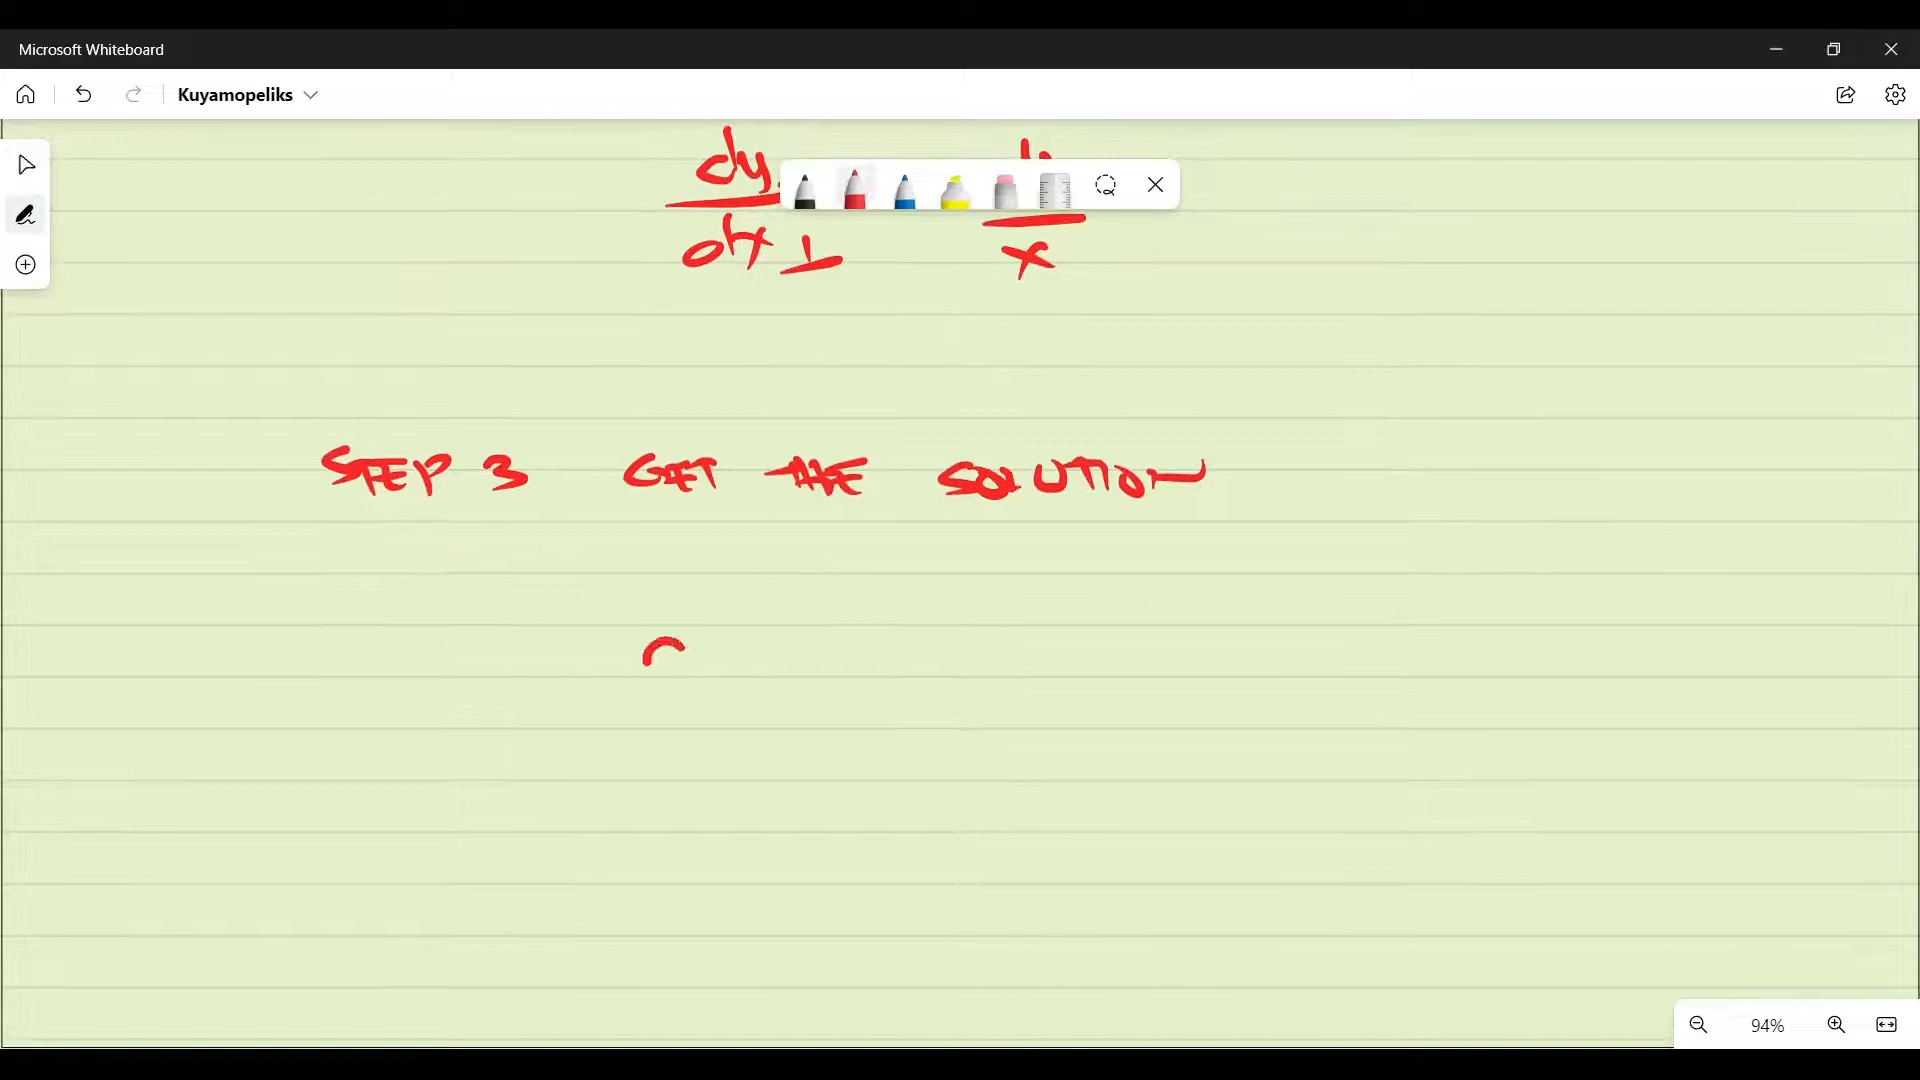 Microsoft Whiteboard
Kuyamopeliks
dy
dx ⊥
x
STEP 3 GET THE SOLUTION
94%